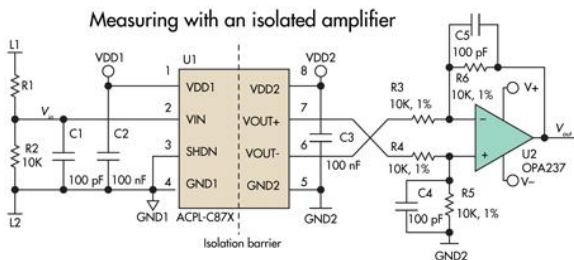 Measuring with an isolated amplifier
L1
R1
V_in
R2
10K
L2
C1
100 pF
VDD1
C2
100 nF
GND1
U1
1
2
3
4
VDD1
VIN
SHDN
GND1
VDD2
VOUT+
VOUT-
GND2
8
7
6
5
ACPL-C87X
Isolation barrier
VDD2
C3
100 nF
GND2
R3
10K, 1%
R4
10K, 1%
C5
100 pF
R6
10K, 1%
C4
100 pF
R5
10K, 1%
GND2
−
+
V+
V−
U2
OPA237
V_out